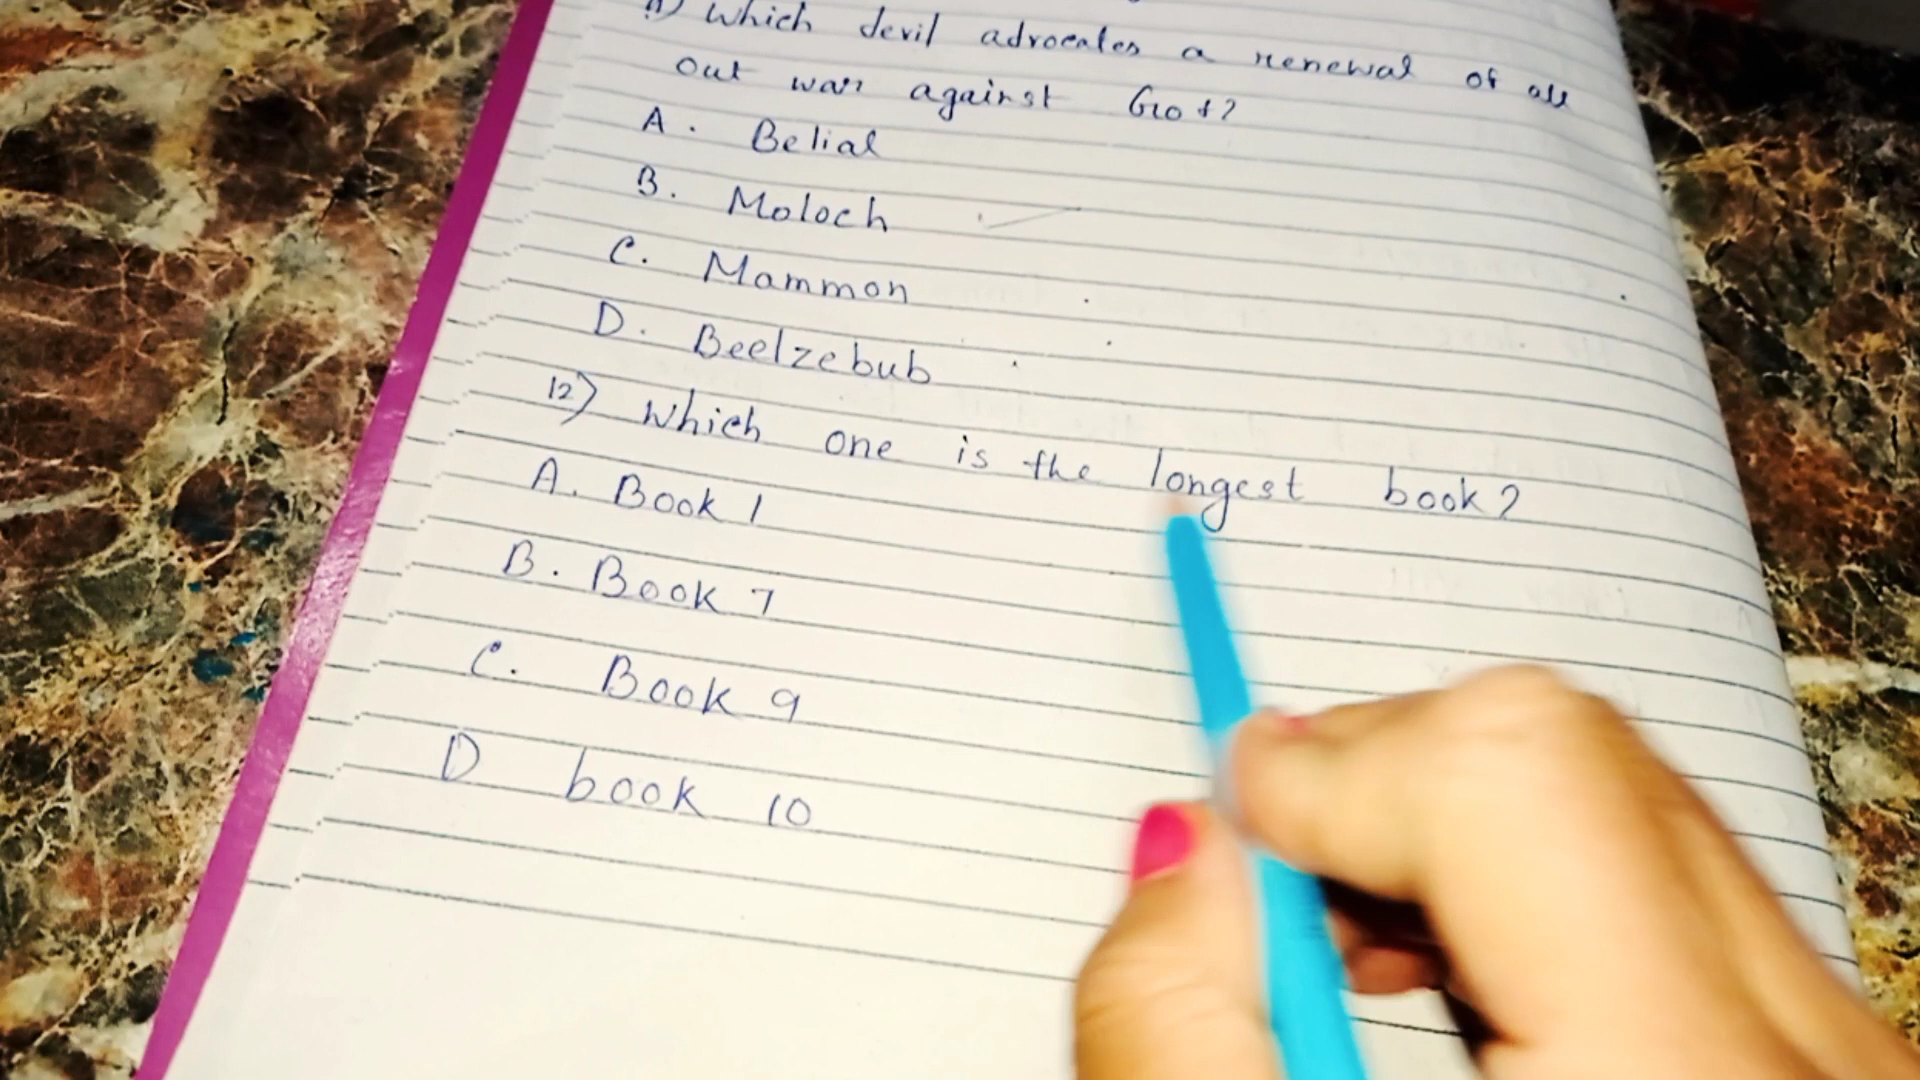 11) Which devil advocates a renewal of all
out war against God?
A. Belial
B. Moloch
C. Mammon
D. Beelzebub
12) Which one is the longest book?
A. Book 1
B. Book 7
C. Book 9
D book 10